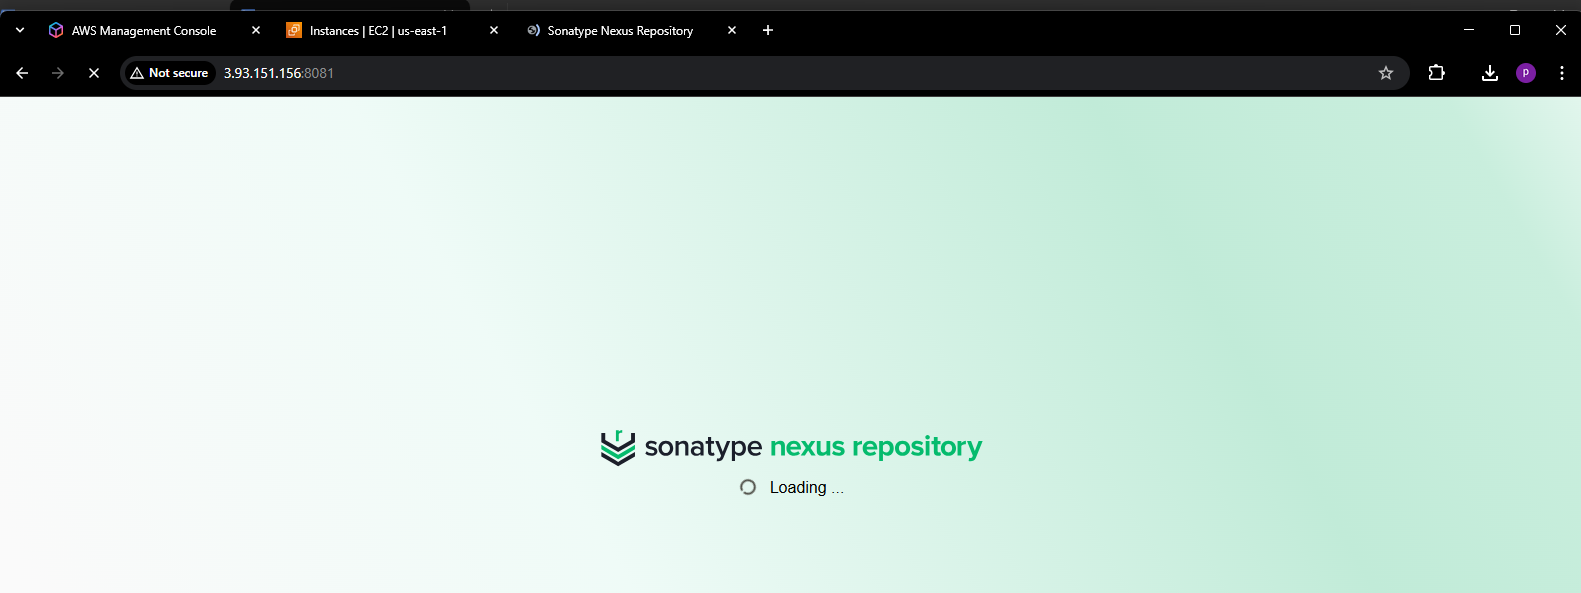 AWS Management Console
Instances | EC2 | us-east-1
Sonatype Nexus Repository
Not secure
3.93.151.156:8081
p
sonatype nexus repository
Loading ...